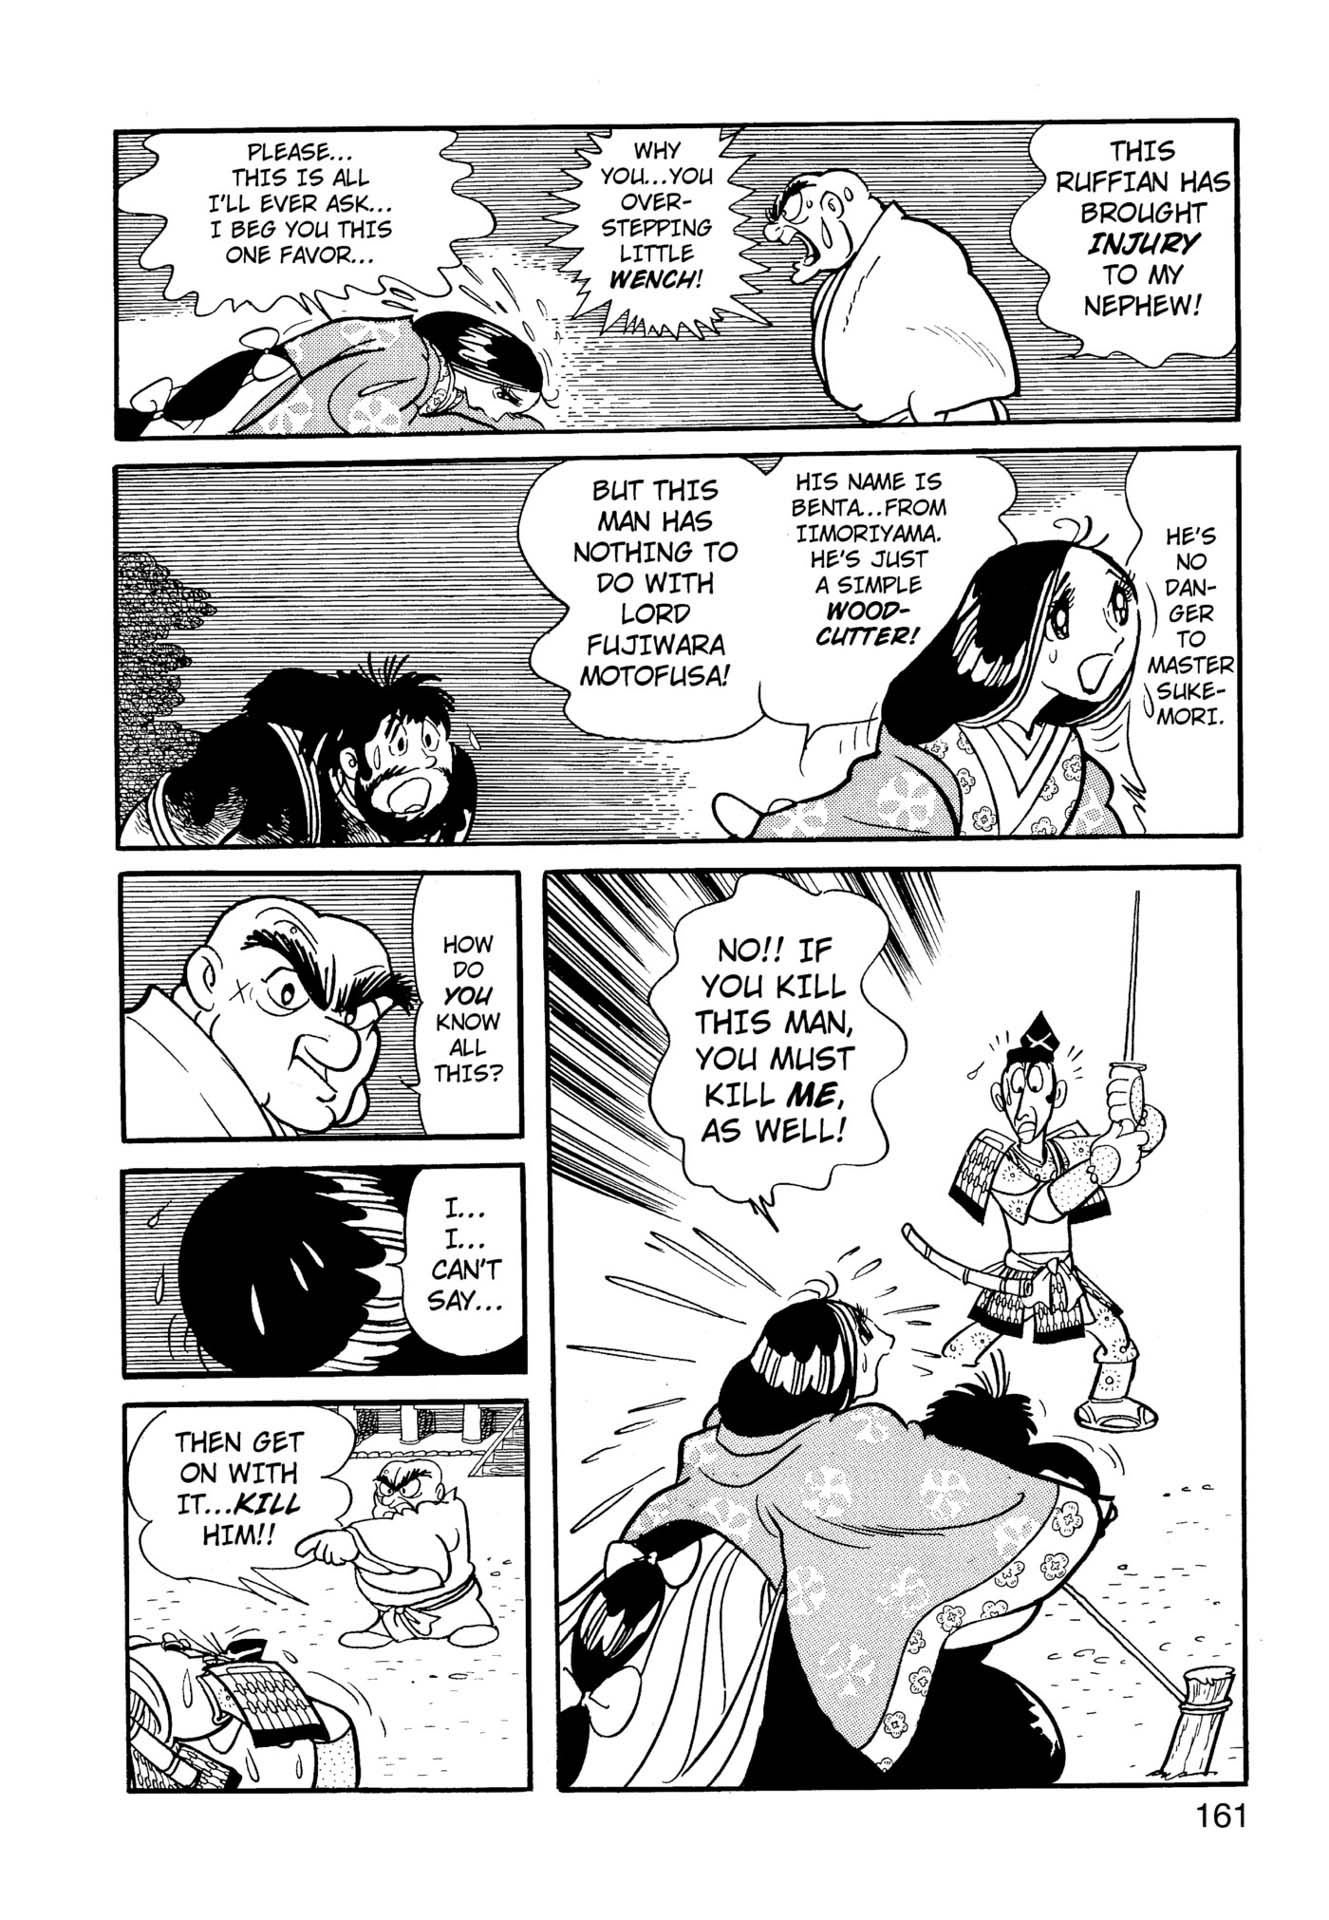 THIS
RUFFIAN HAS
BROUGHT
INJURY
TO MY
NEPHEW!
WHY
YOU...YOU
OVER-
STEPPING
LITTLE
WENCH!
PLEASE...
THIS IS ALL
I'LL EVER ASK...
I BEG YOU THIS
ONE FAVOR...
HE'S
NO
DAN-
GER
TO
MASTER
SUKE-
MORI.
HIS NAME IS
BENTA...FROM
IIMORIYAMA.
HE'S JUST
A SIMPLE
WOOD-
CUTTER!
BUT THIS
MAN HAS
NOTHING TO
DO WITH
LORD
FUJIWARA
MOTOFUSA!
NO!! IF
YOU KILL
THIS MAN,
YOU MUST
KILL ME,
AS WELL!
HOW
DO
YOU
KNOW
ALL
THIS?
I...
I...
CAN'T
SAY...
THEN GET
ON WITH
IT...KILL
HIM!!
161